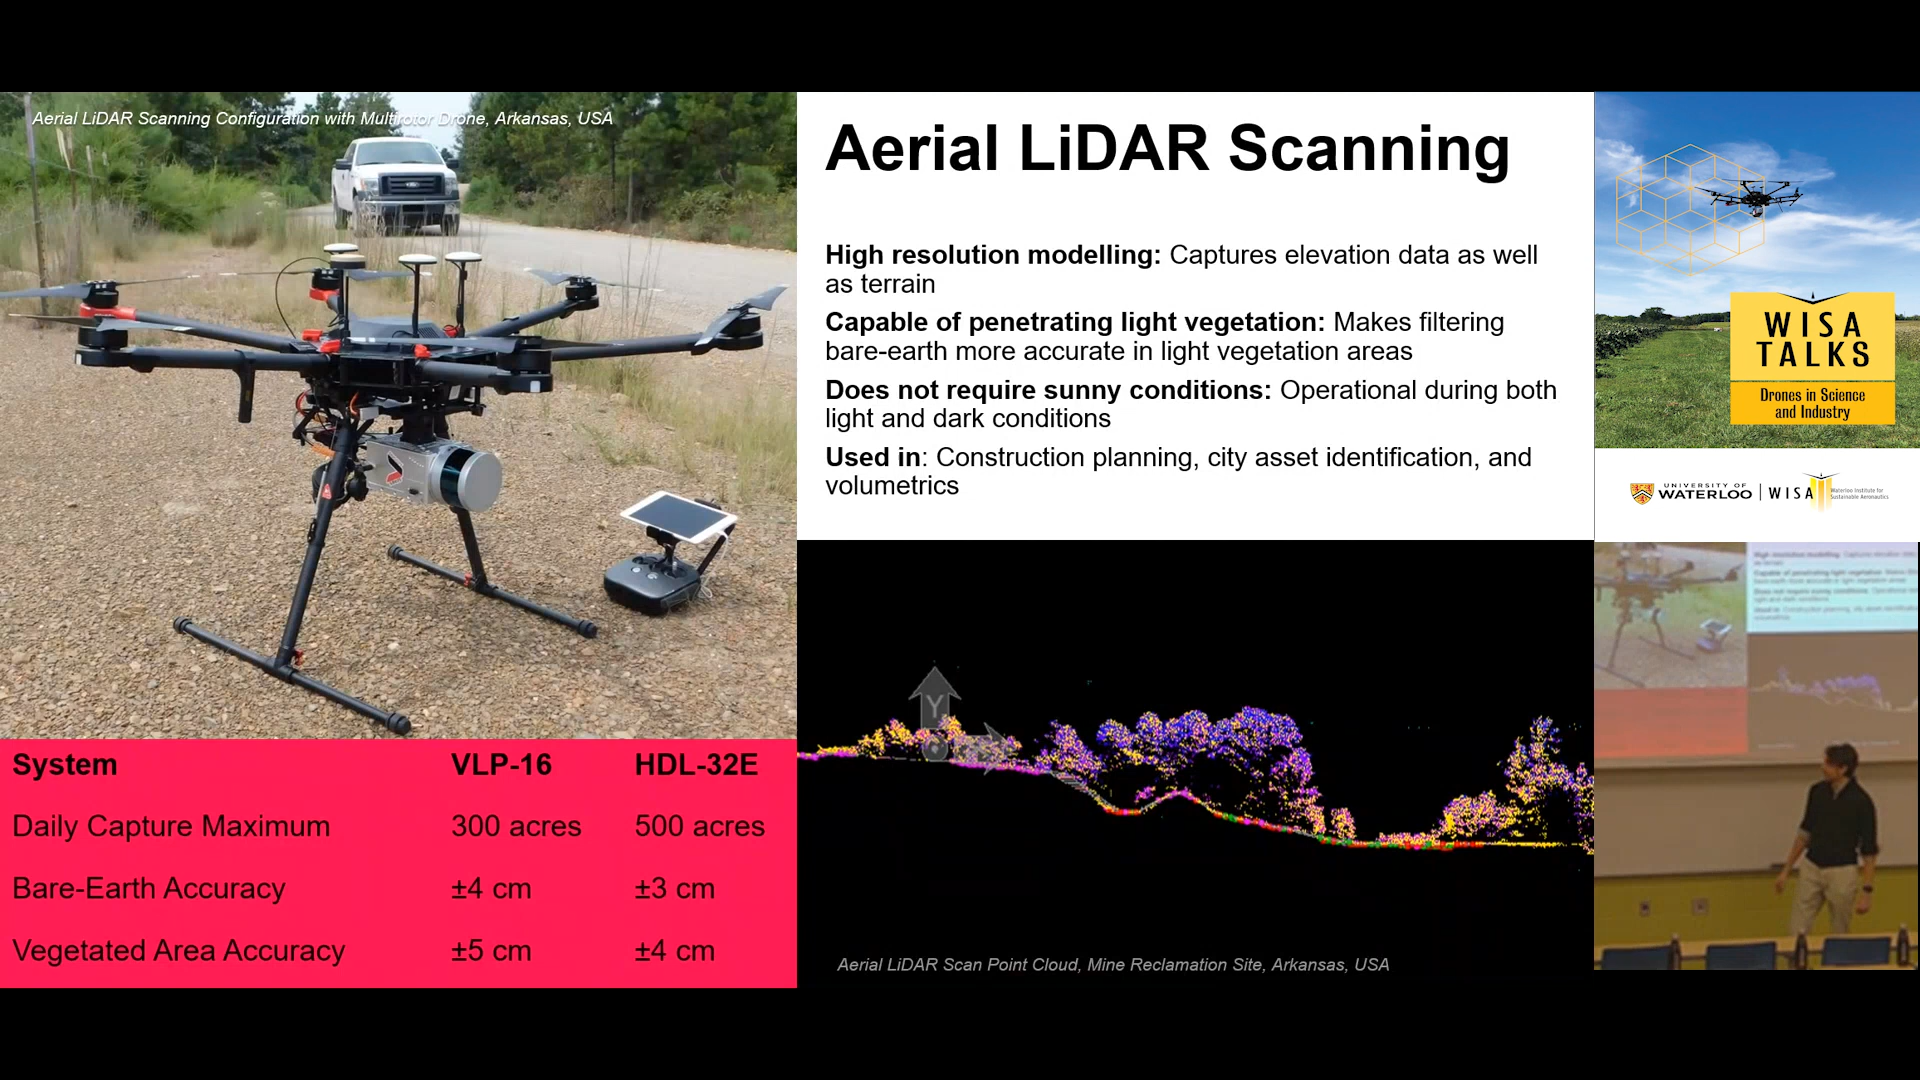 Aerial LiDAR Scanning Configuration with Multirotor Drone, Arkansas, USA
Aerial LiDAR Scanning
High resolution modelling: Captures elevation data as well
as terrain
Capable of penetrating light vegetation: Makes filtering
bare-earth more accurate in light vegetation areas
Does not require sunny conditions: Operational during both
light and dark conditions
Used in: Construction planning, city asset identification, and
volumetrics
System VLP-16 HDL-32E
Daily Capture Maximum 300 acres 500 acres
Bare-Earth Accuracy ±4 cm ±3 cm
Vegetated Area Accuracy ±5 cm ±4 cm
Y
Aerial LiDAR Scan Point Cloud, Mine Reclamation Site, Arkansas, USA
WISA
TALKS
Drones in Science
and Industry
UNIVERSITY OF
WATERLOO
WISA
Waterloo Institute for
Sustainable Aeronautics